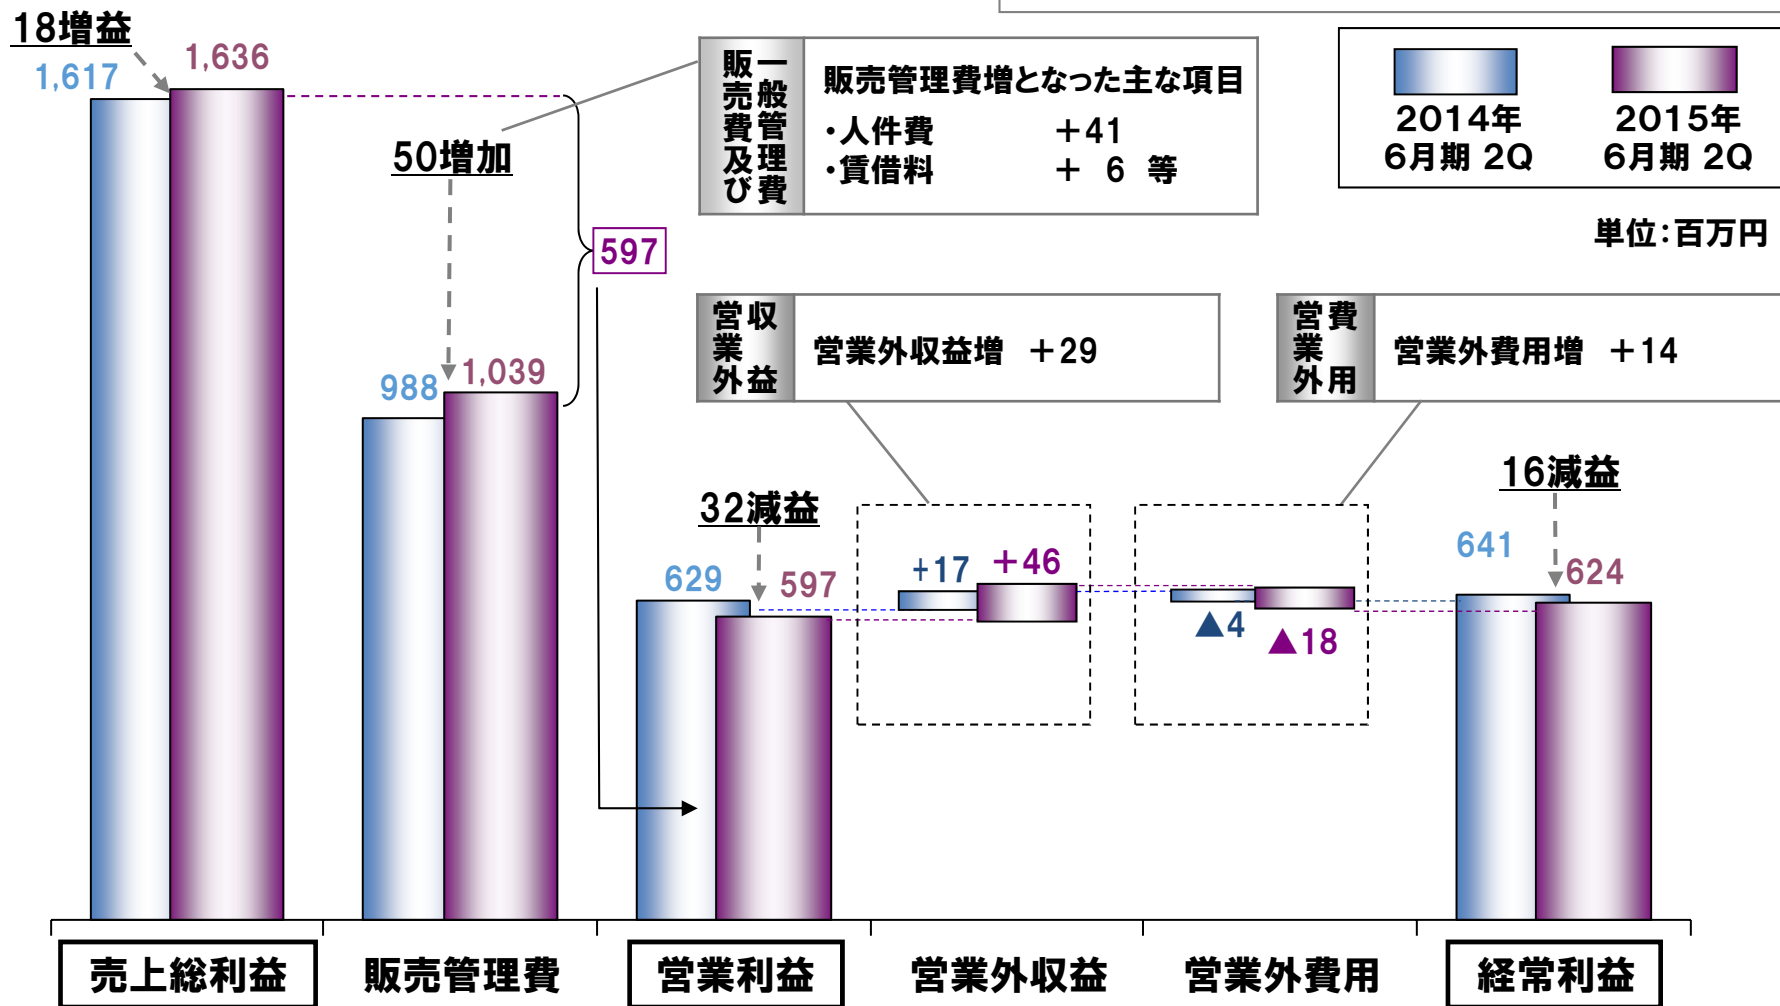 18増益
1,617
1,636
50増加
988
1,039
597
販売費及び
一般管理費
販売管理費増となった主な項目
・人件費 +41
・賃借料 + 6 等
2014年
6月期 2Q
2015年
6月期 2Q
単位:百万円
営業外
収益
営業外収益増 +29
営業外
費用
営業外費用増 +14
32減益
629
597
+17
+46
▲4
▲18
16減益
641
624
売上総利益
販売管理費
営業利益
営業外収益
営業外費用
経常利益